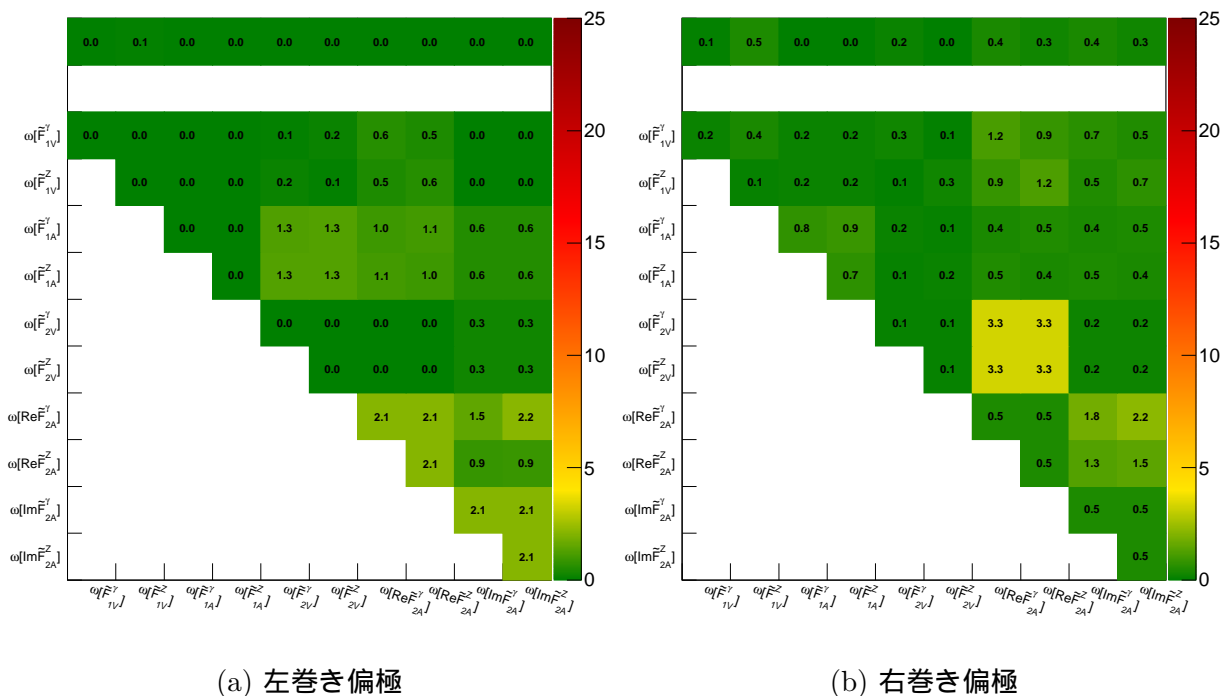 25
0.0 0.1 0.0 0.0 0.0 0.0 0.0 0.0 0.0 0.0
20
ω[F̃^γ_1V] 0.0 0.0 0.0 0.0 0.1 0.2 0.6 0.5 0.0 0.0
ω[F̃^Z_1V] 0.0 0.0 0.0 0.2 0.1 0.5 0.6 0.0 0.0
ω[F̃^γ_1A] 0.0 0.0 1.3 1.3 1.0 1.1 0.6 0.6
15
ω[F̃^Z_1A] 0.0 1.3 1.3 1.1 1.0 0.6 0.6
ω[F̃^γ_2V] 0.0 0.0 0.0 0.0 0.3 0.3
10
ω[F̃^Z_2V] 0.0 0.0 0.0 0.3 0.3
ω[ReF̃^γ_2A] 2.1 2.1 1.5 2.2
ω[ReF̃^Z_2A] 2.1 0.9 0.9
5
ω[ImF̃^γ_2A] 2.1 2.1
ω[ImF̃^Z_2A] 2.1
0
ω[F̃^γ_1V] ω[F̃^Z_1V] ω[F̃^γ_1A] ω[F̃^Z_1A] ω[F̃^γ_2V] ω[F̃^Z_2V] ω[ReF̃^γ_2A] ω[ReF̃^Z_2A] ω[ImF̃^γ_2A] ω[ImF̃^Z_2A]
(a) 左巻き偏極
25
0.1 0.5 0.0 0.0 0.2 0.0 0.4 0.3 0.4 0.3
20
ω[F̃^γ_1V] 0.2 0.4 0.2 0.2 0.3 0.1 1.2 0.9 0.7 0.5
ω[F̃^Z_1V] 0.1 0.2 0.2 0.1 0.3 0.9 1.2 0.5 0.7
ω[F̃^γ_1A] 0.8 0.9 0.2 0.1 0.4 0.5 0.4 0.5
15
ω[F̃^Z_1A] 0.7 0.1 0.2 0.5 0.4 0.5 0.4
ω[F̃^γ_2V] 0.1 0.1 3.3 3.3 0.2 0.2
10
ω[F̃^Z_2V] 0.1 3.3 3.3 0.2 0.2
ω[ReF̃^γ_2A] 0.5 0.5 1.8 2.2
ω[ReF̃^Z_2A] 0.5 1.3 1.5
5
ω[ImF̃^γ_2A] 0.5 0.5
ω[ImF̃^Z_2A] 0.5
0
ω[F̃^γ_1V] ω[F̃^Z_1V] ω[F̃^γ_1A] ω[F̃^Z_1A] ω[F̃^γ_2V] ω[F̃^Z_2V] ω[ReF̃^γ_2A] ω[ReF̃^Z_2A] ω[ImF̃^γ_2A] ω[ImF̃^Z_2A]
(b) 右巻き偏極